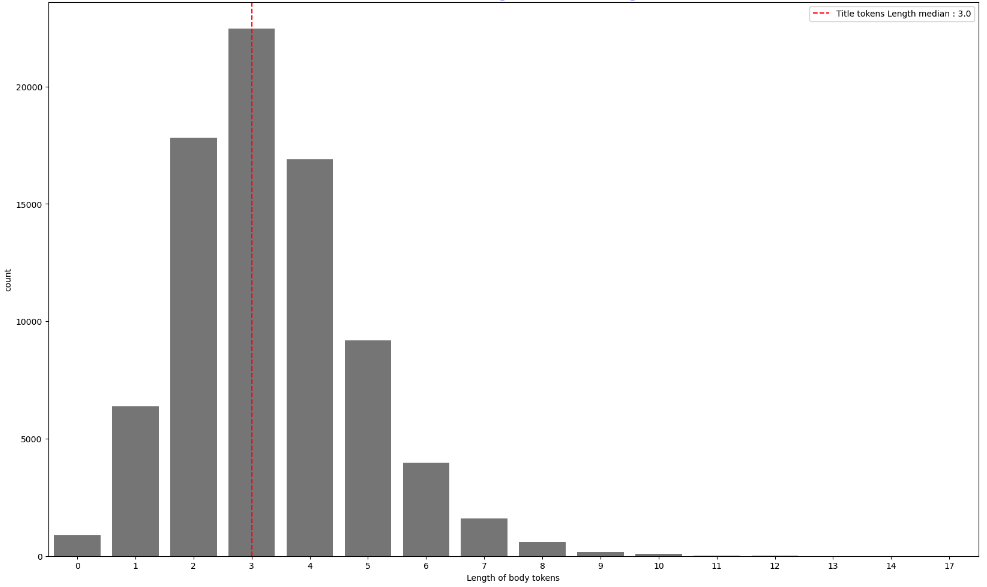 Title tokens Length median : 3.0
20000
15000
10000
5000
0
count
0 1 2 3 4 5 6 7 8 9 10 11 12 13 14 17
Length of body tokens